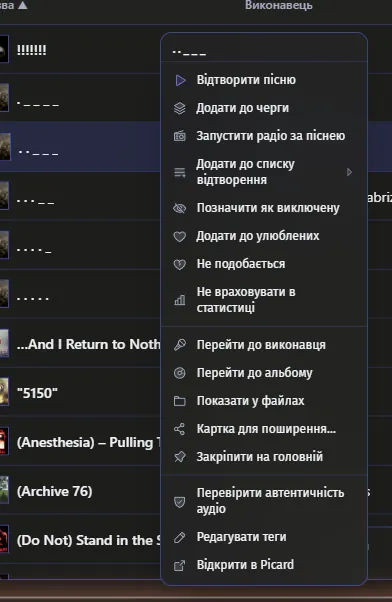 зва ▲
Виконавець
!!!!!!!
. _ _ _ _
. . _ _ _
. . . _ _
. . . . _
. . . . .
...And I Return to Noth
"5150"
(Anesthesia) – Pulling T
(Archive 76)
(Do Not) Stand in the S
abriz
s
. . _ _ _
Відтворити пісню
Додати до черги
Запустити радіо за піснею
Додати до списку
відтворення
Позначити як виключену
Додати до улюблених
Не подобається
Не враховувати в
статистиці
Перейти до виконавця
Перейти до альбому
Показати у файлах
Картка для поширення...
Закріпити на головній
Перевірити автентичність
аудіо
Редагувати теги
Відкрити в Picard